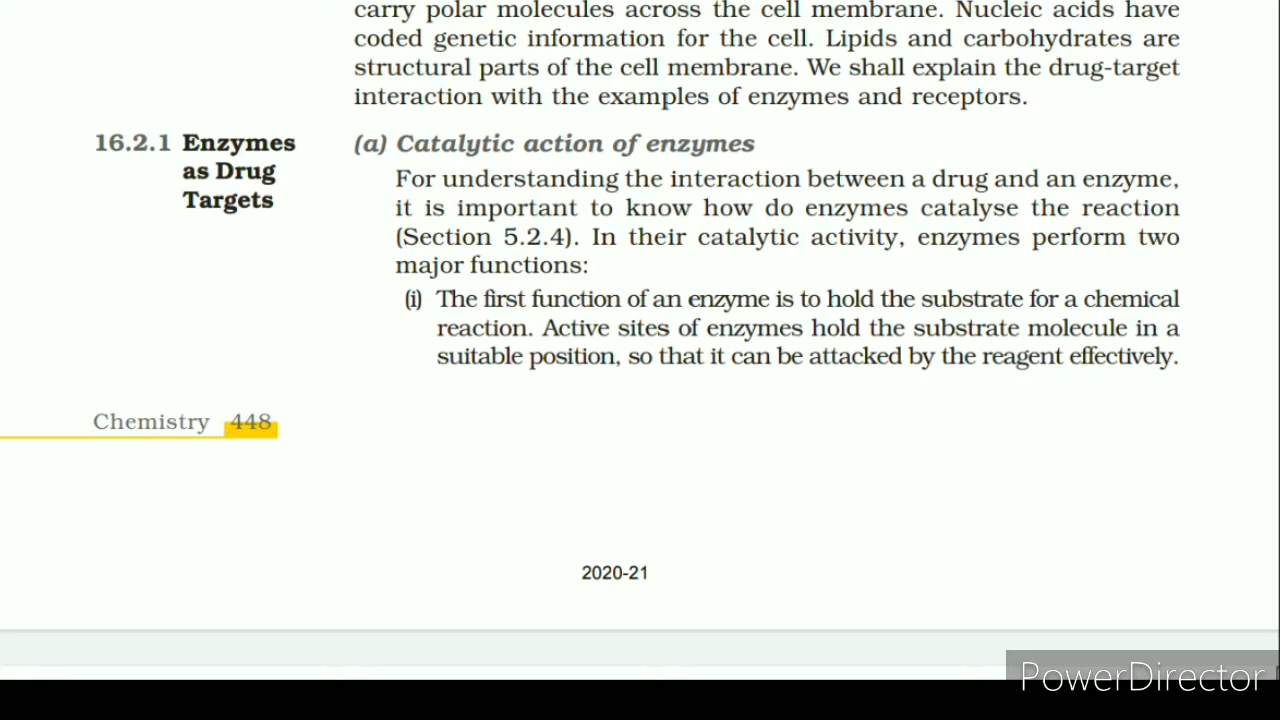 carry polar molecules across the cell membrane. Nucleic acids have
coded genetic information for the cell. Lipids and carbohydrates are
structural parts of the cell membrane. We shall explain the drug-target
interaction with the examples of enzymes and receptors.
16.2.1 Enzymes
as Drug
Targets
(a) Catalytic action of enzymes
For understanding the interaction between a drug and an enzyme,
it is important to know how do enzymes catalyse the reaction
(Section 5.2.4). In their catalytic activity, enzymes perform two
major functions:
(i) The first function of an enzyme is to hold the substrate for a chemical
reaction. Active sites of enzymes hold the substrate molecule in a
suitable position, so that it can be attacked by the reagent effectively.
Chemistry 448
2020-21
PowerDirector